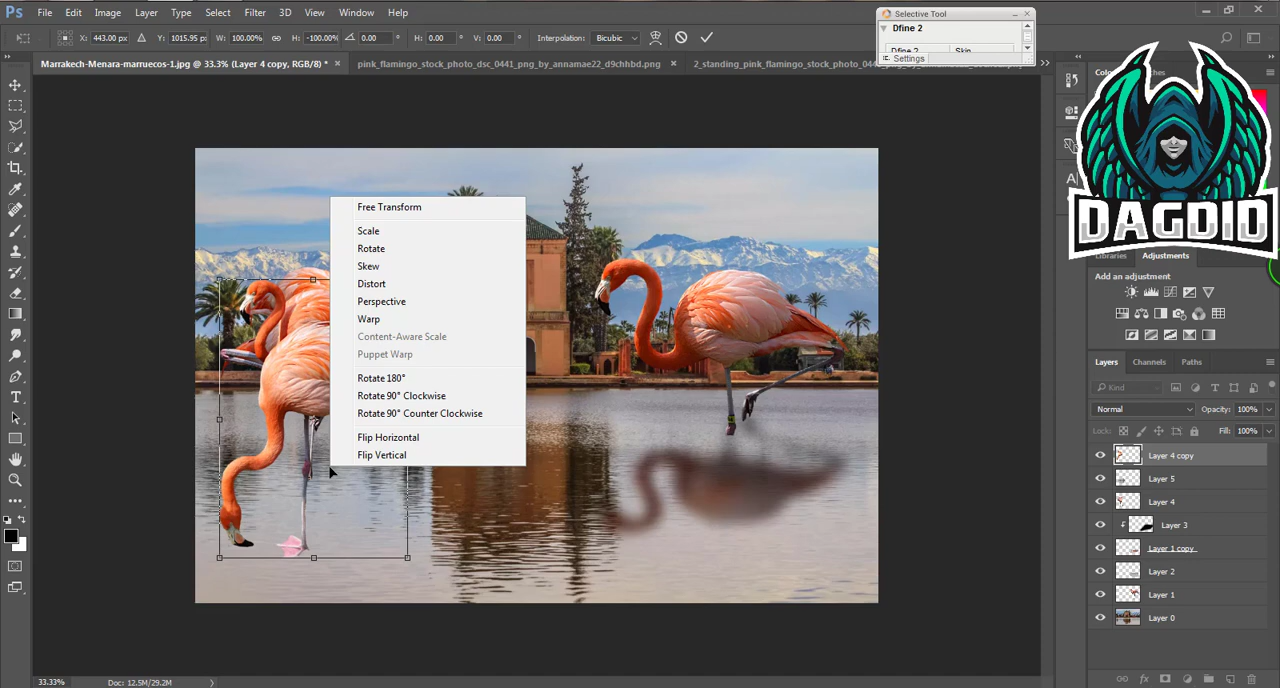 Ps File Edit Image Layer Type Select Filter 3D View Window Help
Selective Tool
Dfine 2
X: 443.00 px Y: 1015.95 px W: 100.00% H: -100.00% 0.00 ° H: 0.00 ° V: 0.00 ° Interpolation: Bicubic
Settings
Marrakech-Menara-marruecos-1.jpg @ 33.3% (Layer 4 copy, RGB/8) *
pink_flamingo_stock_photo_dsc_0441_png_by_annamae22_d9chhbd.png
DAGDID
Free Transform
Scale
Rotate
Skew
Distort
Perspective
Warp
Content-Aware Scale
Puppet Warp
Rotate 180°
Rotate 90° Clockwise
Rotate 90° Counter Clockwise
Flip Horizontal
Flip Vertical
Libraries Adjustments
Add an adjustment
Layers Channels Paths
Kind
Normal Opacity: 100%
Lock: Fill: 100%
Layer 4 copy
Layer 5
Layer 4
Layer 3
Layer 1 copy
Layer 2
Layer 1
Layer 0
33.33% Doc: 12.5M/29.2M